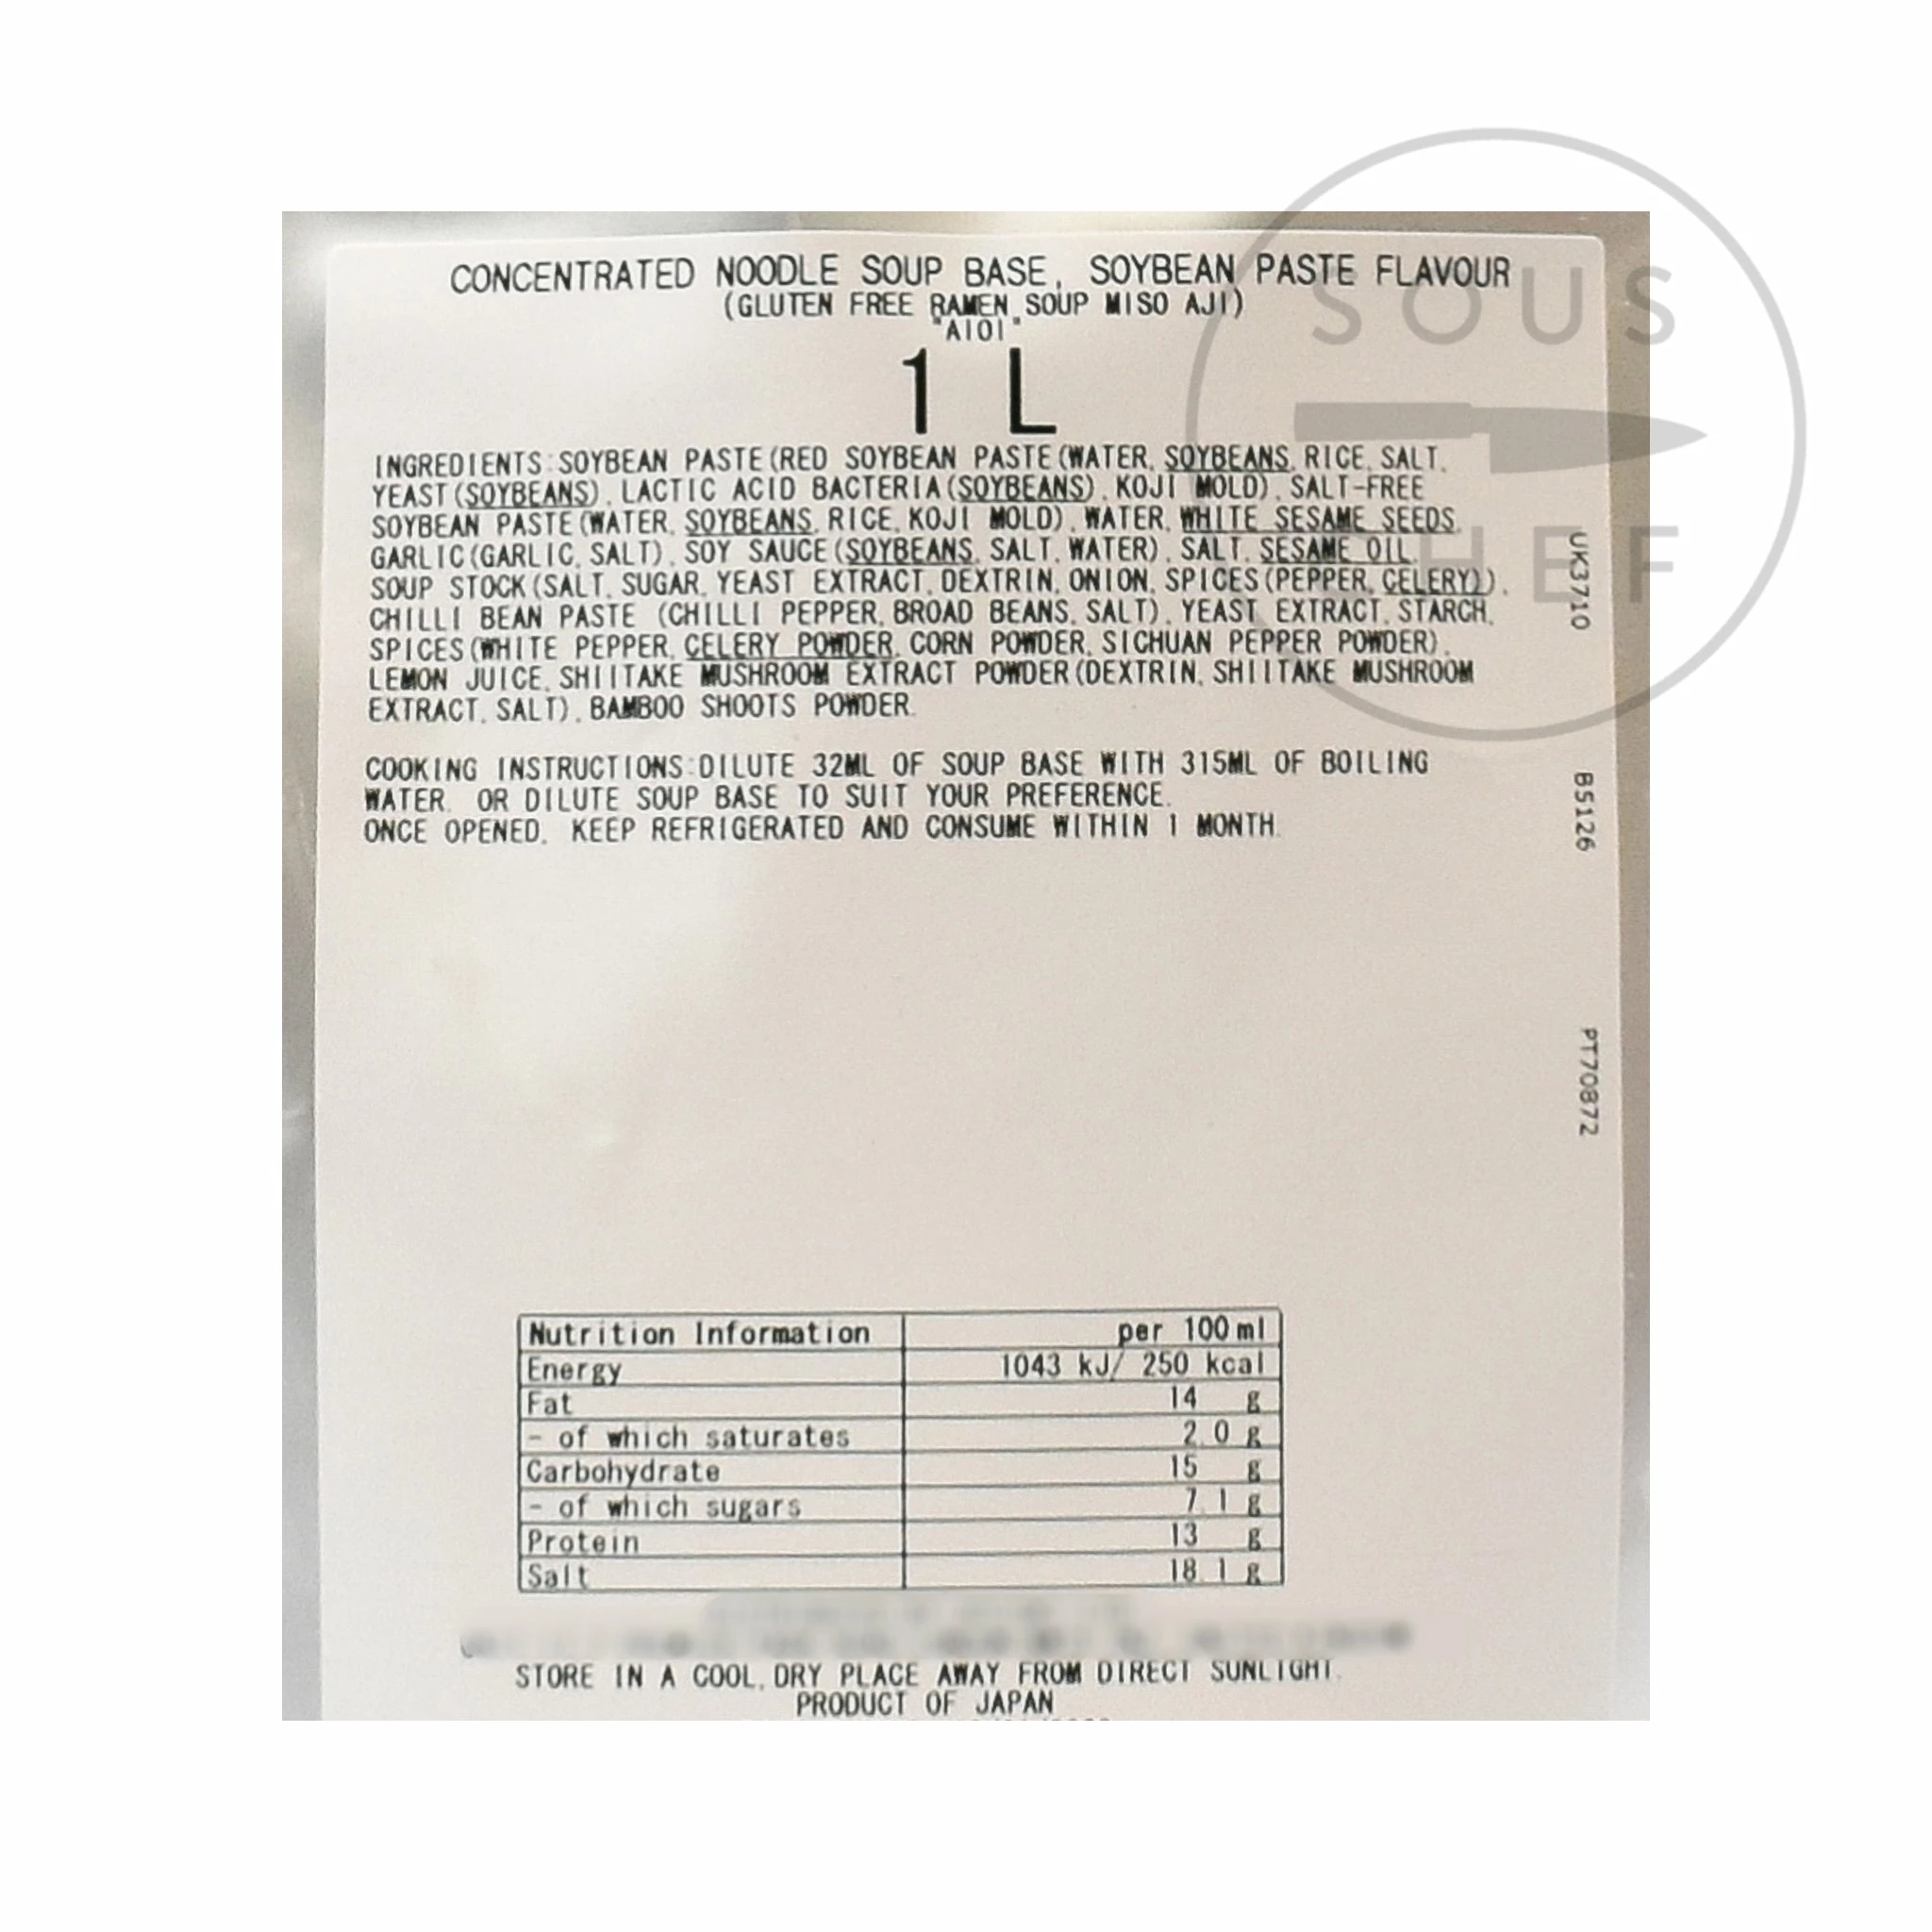 CONCENTRATED NOODLE SOUP BASE, SOYBEAN PASTE FLAVOUR
(GLUTEN FREE RAMEN SOUP MISO AJI)
"AIOI"
1 L
INGREDIENTS:SOYBEAN PASTE(RED SOYBEAN PASTE(WATER, SOYBEANS, RICE, SALT,
YEAST(SOYBEANS), LACTIC ACID BACTERIA(SOYBEANS), KOJI MOLD), SALT-FREE
SOYBEAN PASTE(WATER, SOYBEANS, RICE, KOJI MOLD), WATER, WHITE SESAME SEEDS,
GARLIC(GARLIC, SALT), SOY SAUCE(SOYBEANS, SALT, WATER), SALT, SESAME OIL,
SOUP STOCK(SALT, SUGAR, YEAST EXTRACT, DEXTRIN, ONION, SPICES(PEPPER, CELERY)),
CHILLI BEAN PASTE (CHILLI PEPPER, BROAD BEANS, SALT), YEAST EXTRACT, STARCH,
SPICES(WHITE PEPPER, CELERY POWDER, CORN POWDER, SICHUAN PEPPER POWDER),
LEMON JUICE, SHIITAKE MUSHROOM EXTRACT POWDER(DEXTRIN, SHIITAKE MUSHROOM
EXTRACT, SALT), BAMBOO SHOOTS POWDER.
COOKING INSTRUCTIONS:DILUTE 32ML OF SOUP BASE WITH 315ML OF BOILING
WATER. OR DILUTE SOUP BASE TO SUIT YOUR PREFERENCE.
ONCE OPENED, KEEP REFRIGERATED AND CONSUME WITHIN 1 MONTH.
UK3710
B5126
PT70872
SOUS
CHEF
Nutrition Information per 100ml
Energy 1043 kJ/ 250 kcal
Fat 14 g
- of which saturates 2.0 g
Carbohydrate 15 g
- of which sugars 7.1 g
Protein 13 g
Salt 18.1 g
STORE IN A COOL, DRY PLACE AWAY FROM DIRECT SUNLIGHT.
PRODUCT OF JAPAN